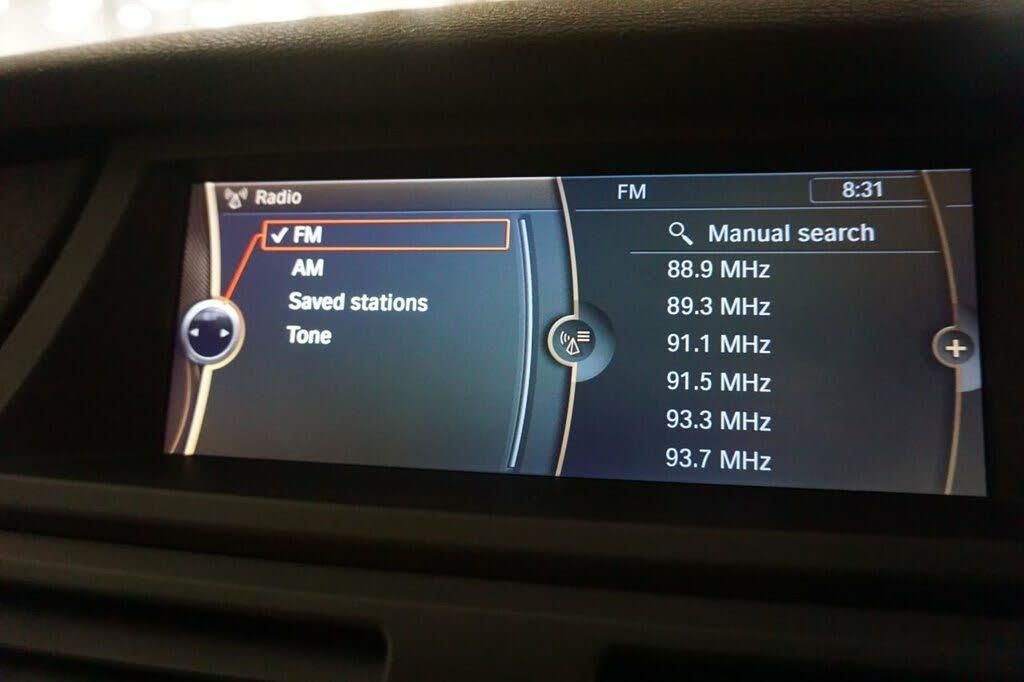 Radio
✓ FM
AM
Saved stations
Tone
FM
8:31
Manual search
88.9 MHz
89.3 MHz
91.1 MHz
91.5 MHz
93.3 MHz
93.7 MHz